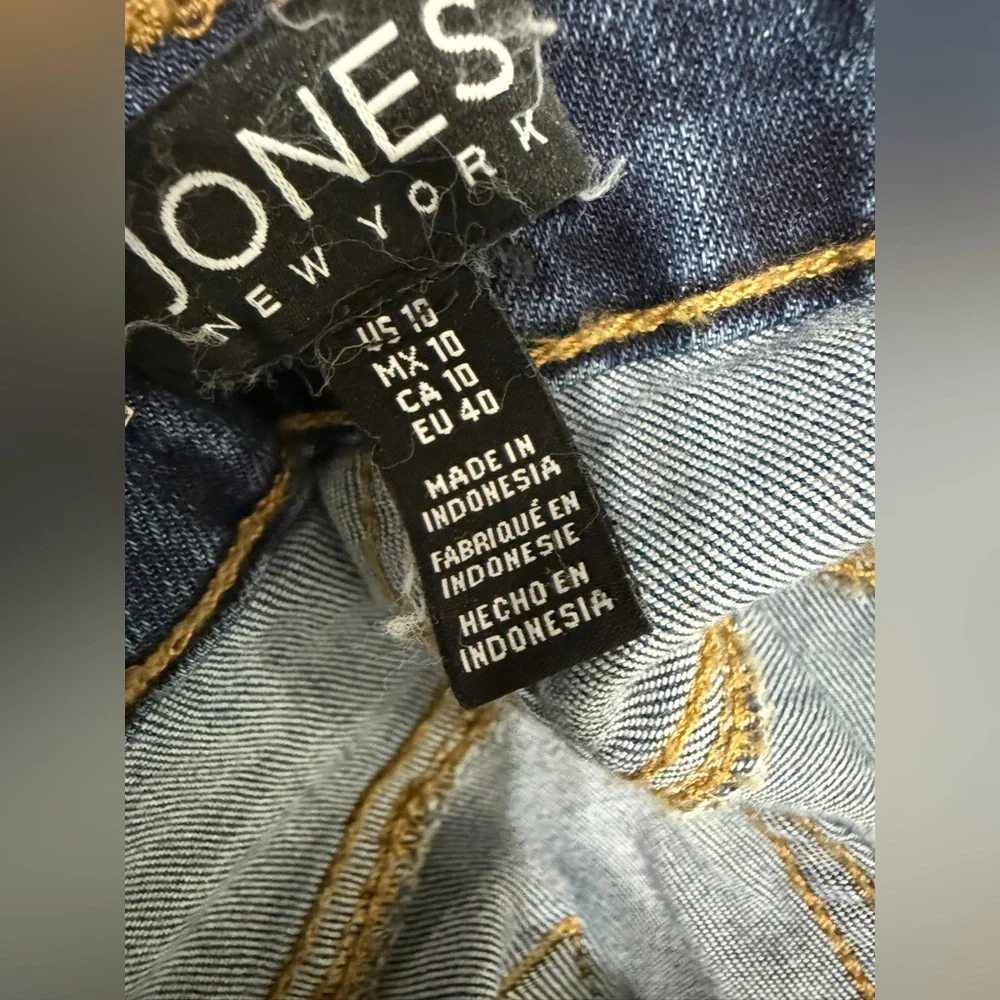 JONES
NEW YORK
US 10
MX 10
CA 10
EU 40
MADE IN
INDONESIA
FABRIQUÉ EN
INDONESIE
HECHO EN
INDONESIA